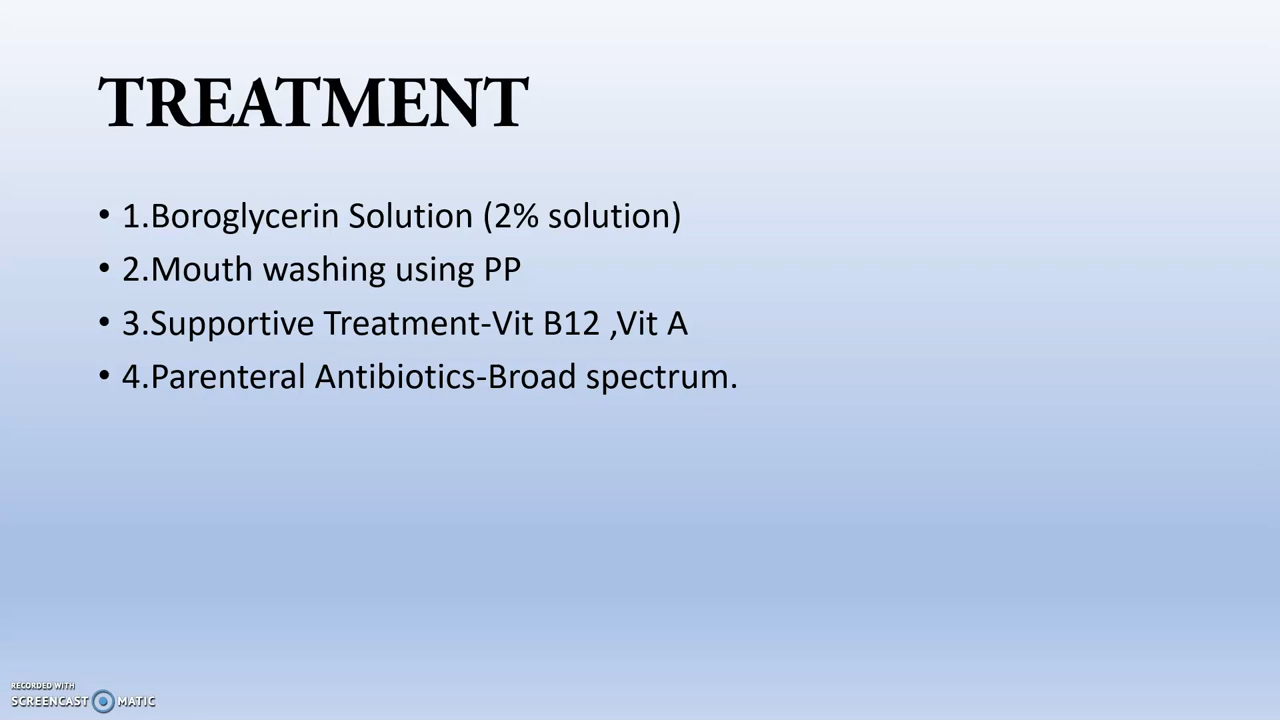 TREATMENT
• 1.Boroglycerin Solution (2% solution)
• 2.Mouth washing using PP
• 3.Supportive Treatment-Vit B12 ,Vit A
• 4.Parenteral Antibiotics-Broad spectrum.
RECORDED WITH
SCREENCAST MATIC